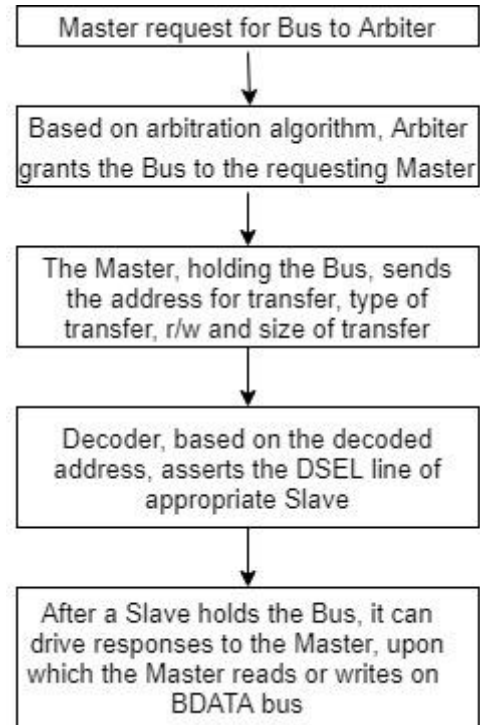 Master request for Bus to Arbiter
Based on arbitration algorithm, Arbiter
grants the Bus to the requesting Master
The Master, holding the Bus, sends
the address for transfer, type of
transfer, r/w and size of transfer
Decoder, based on the decoded
address, asserts the DSEL line of
appropriate Slave
After a Slave holds the Bus, it can
drive responses to the Master, upon
which the Master reads or writes on
BDATA bus